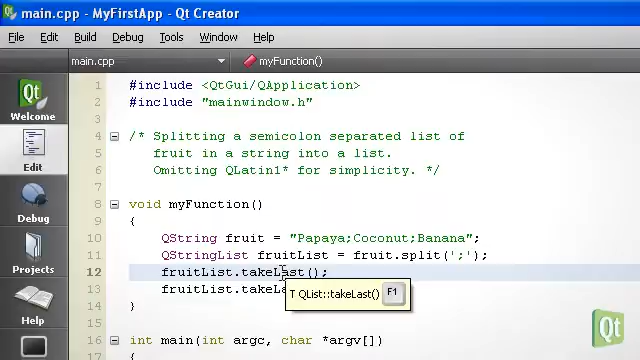 main.cpp - MyFirstApp - Qt Creator
File Edit Build Debug Tools Window Help
main.cpp myFunction()
Qt
Welcome
Edit
Debug
Projects
Help
1 #include <QtGui/QApplication>
2 #include "mainwindow.h"
3
4 /* Splitting a semicolon separated list of
5 fruit in a string into a list.
6 Omitting QLatin1* for simplicity. */
7
8 void myFunction()
9 {
10 QString fruit = "Papaya;Coconut;Banana";
11 QStringList fruitList = fruit.split(';');
12 fruitList.takeLast();
13 fruitList.takeLa
T QList::takeLast() F1
14 }
15
16 int main(int argc, char *argv[])
17 {
Qt